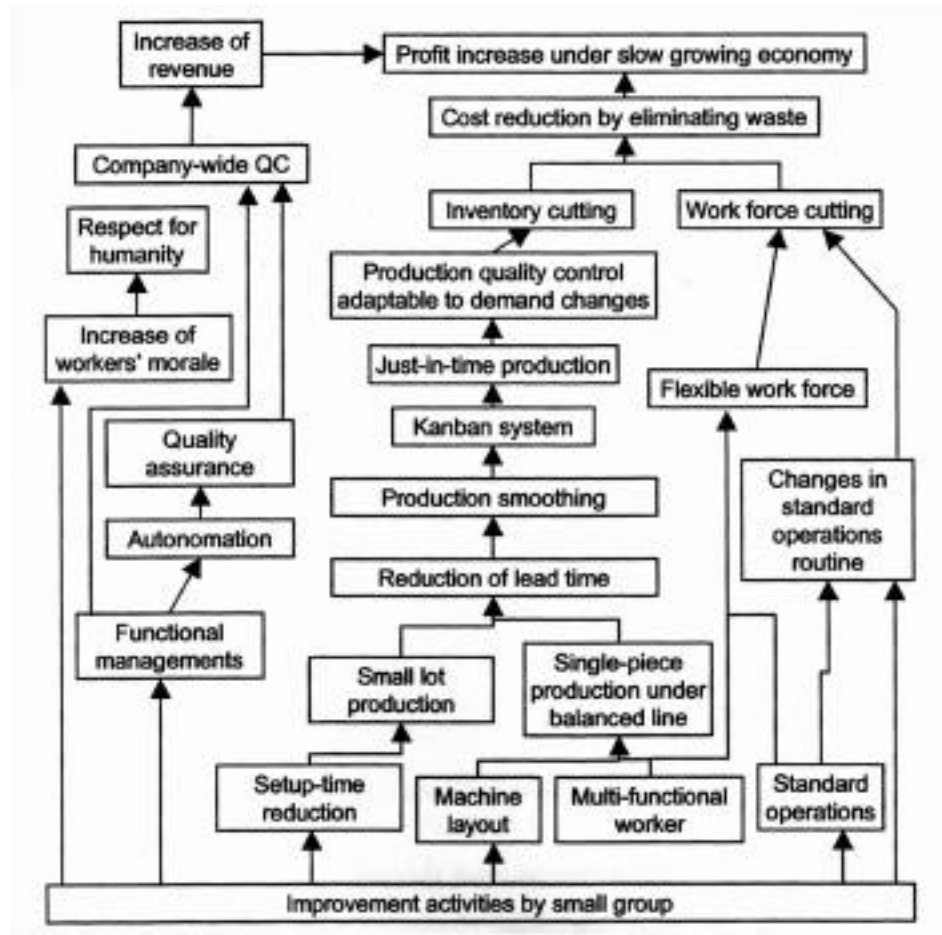 Increase of
revenue
Profit increase under slow growing economy
Cost reduction by eliminating waste
Company-wide QC
Inventory cutting
Work force cutting
Respect for
humanity
Production quality control
adaptable to demand changes
Increase of
workers' morale
Just-in-time production
Flexible work force
Kanban system
Quality
assurance
Changes in
standard
operations
routine
Production smoothing
Autonomation
Reduction of lead time
Functional
managements
Small lot
production
Single-piece
production under
balanced line
Setup-time
reduction
Machine
layout
Multi-functional
worker
Standard
operations
Improvement activities by small group